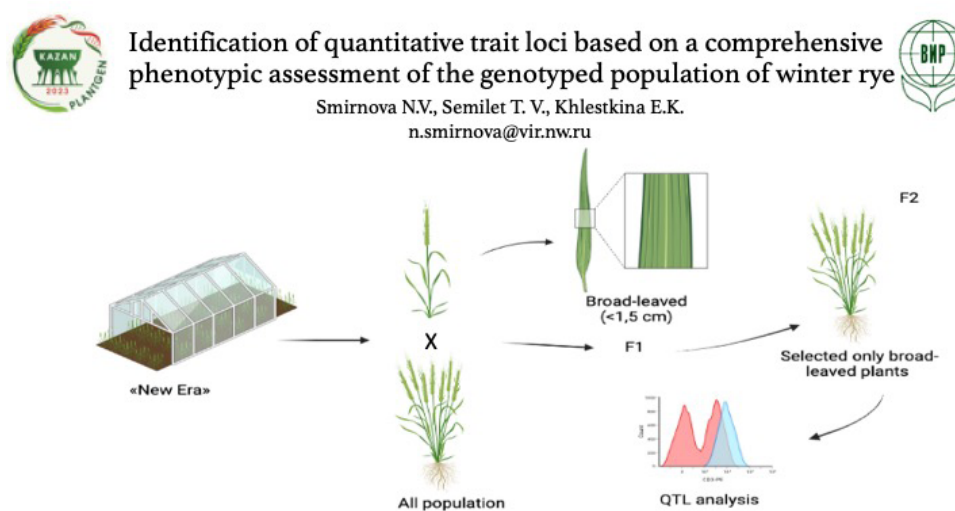 KAZAN
2023
PLANTGEN
Identification of quantitative trait loci based on a comprehensive
phenotypic assessment of the genotyped population of winter rye
Smirnova N.V., Semilet T. V., Khlestkina E.K.
n.smirnova@vir.nw.ru
ВИР
F2
Broad-leaved
(<1,5 cm)
X
F1
«New Era»
Selected only broad-
leaved plants
All population
Count
0
QTL analysis